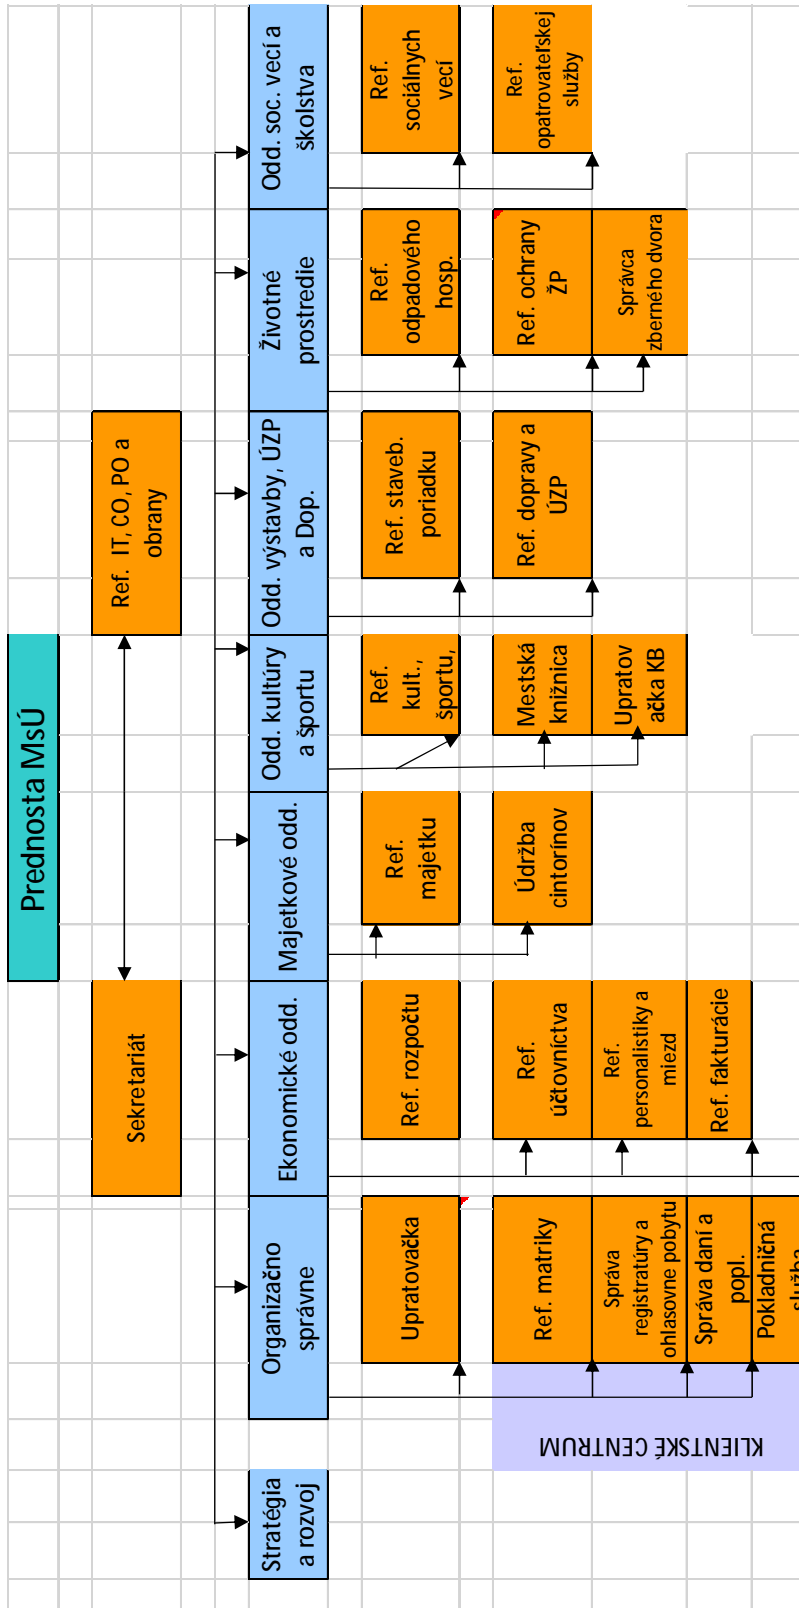 Prednosta MsÚ
Sekretariát
Ref. IT, CO, PO a
obrany
Stratégia
a rozvoj
Organizačno
správne
Ekonomické odd.
Majetkové odd.
Odd. kultúry
a športu
Odd. výstavby, ÚZP
a Dop.
Životné
prostredie
Odd. soc. vecí a
školstva
Upratovačka
Ref. rozpočtu
Ref.
majetku
Ref.
kult.,
športu,
Ref. staveb.
poriadku
Ref.
odpadového
hosp.
Ref.
sociálnych
vecí
KLIENTSKÉ CENTRUM
Ref. matriky
Ref.
účtovníctva
Údržba
cintorínov
Mestská
knižnica
Ref. dopravy a
ÚZP
Ref. ochrany
ŽP
Ref.
opatrovateľskej
služby
Správa
registratúry a
ohlasovne pobytu
Ref.
personalistiky a
miezd
Upratov
ačka KB
Správca
zberného dvora
Správa daní a
popl.
Ref. fakturácie
Pokladničná
služba